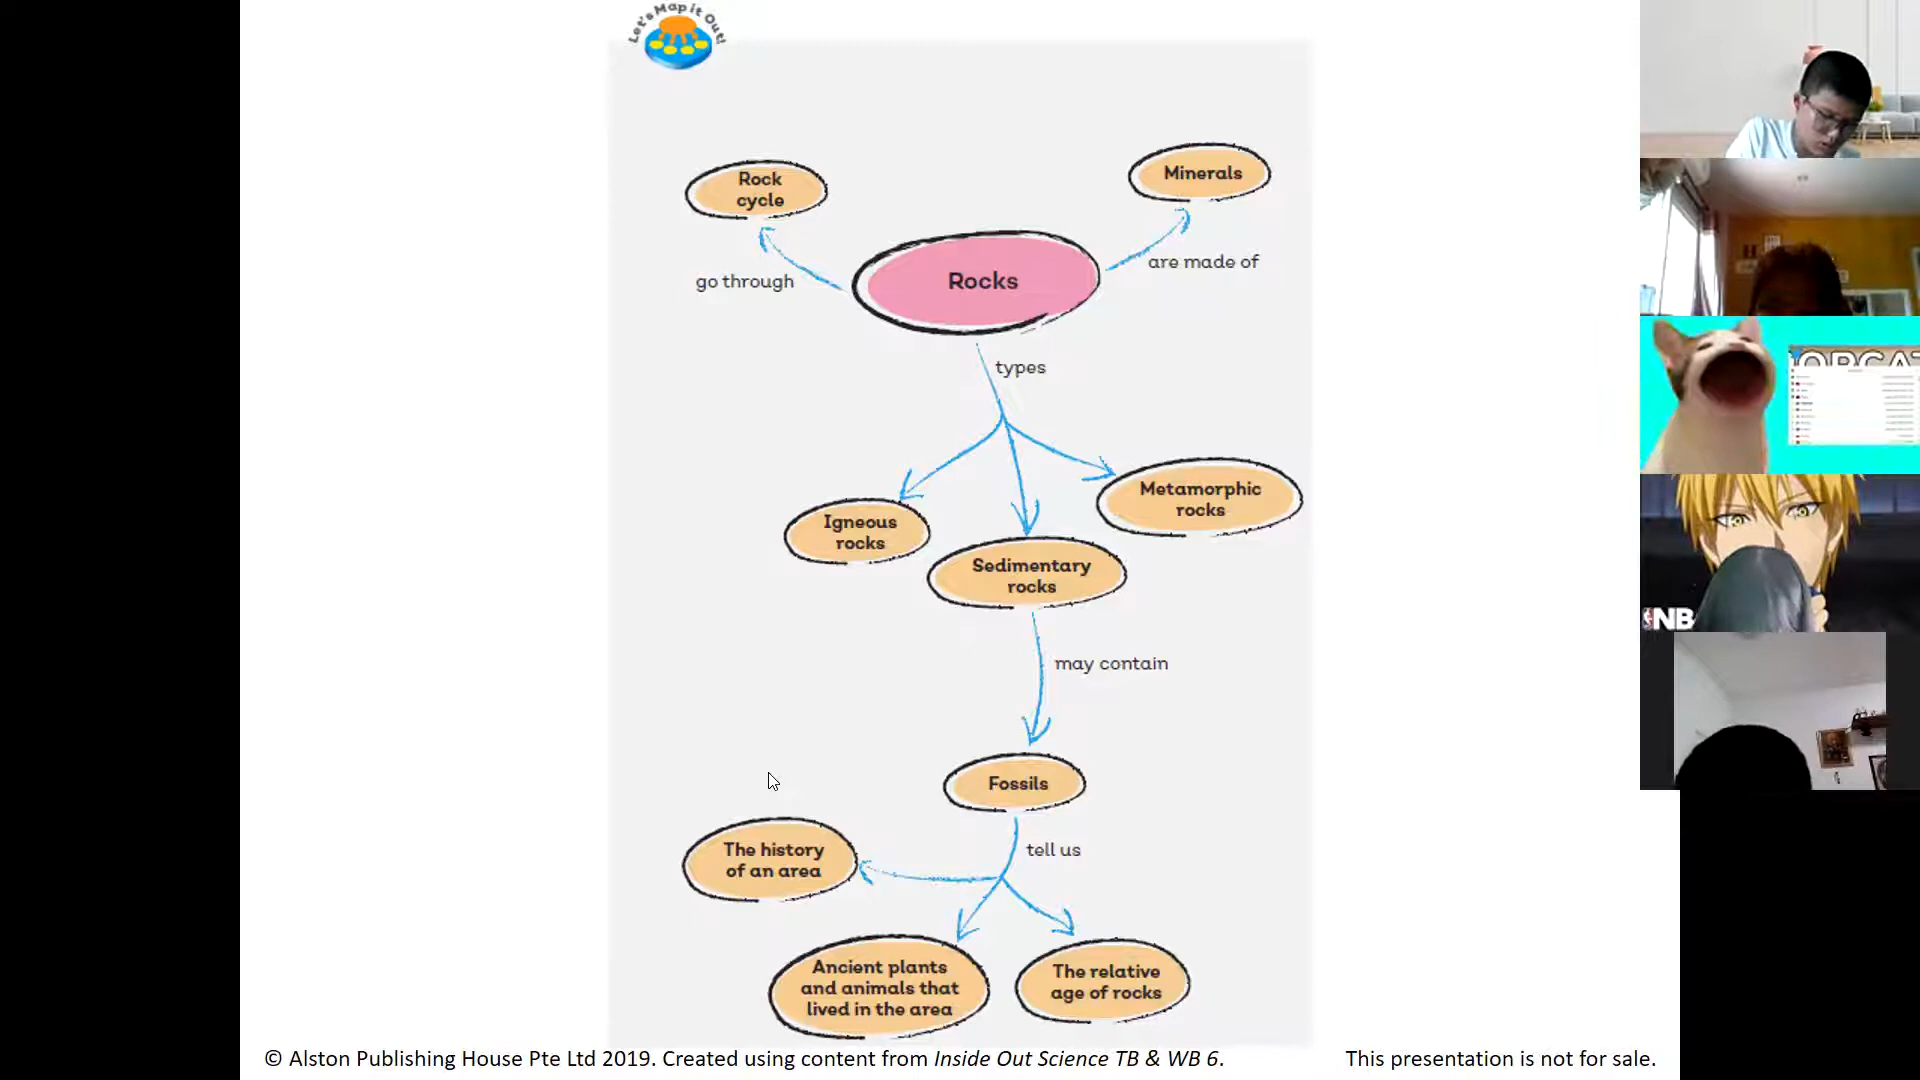 Let's Map it Out!
Rock
cycle
Minerals
go through
Rocks
are made of
types
Igneous
rocks
Sedimentary
rocks
Metamorphic
rocks
may contain
Fossils
tell us
The history
of an area
Ancient plants
and animals that
lived in the area
The relative
age of rocks
© Alston Publishing House Pte Ltd 2019. Created using content from Inside Out Science TB & WB 6.
This presentation is not for sale.
NB